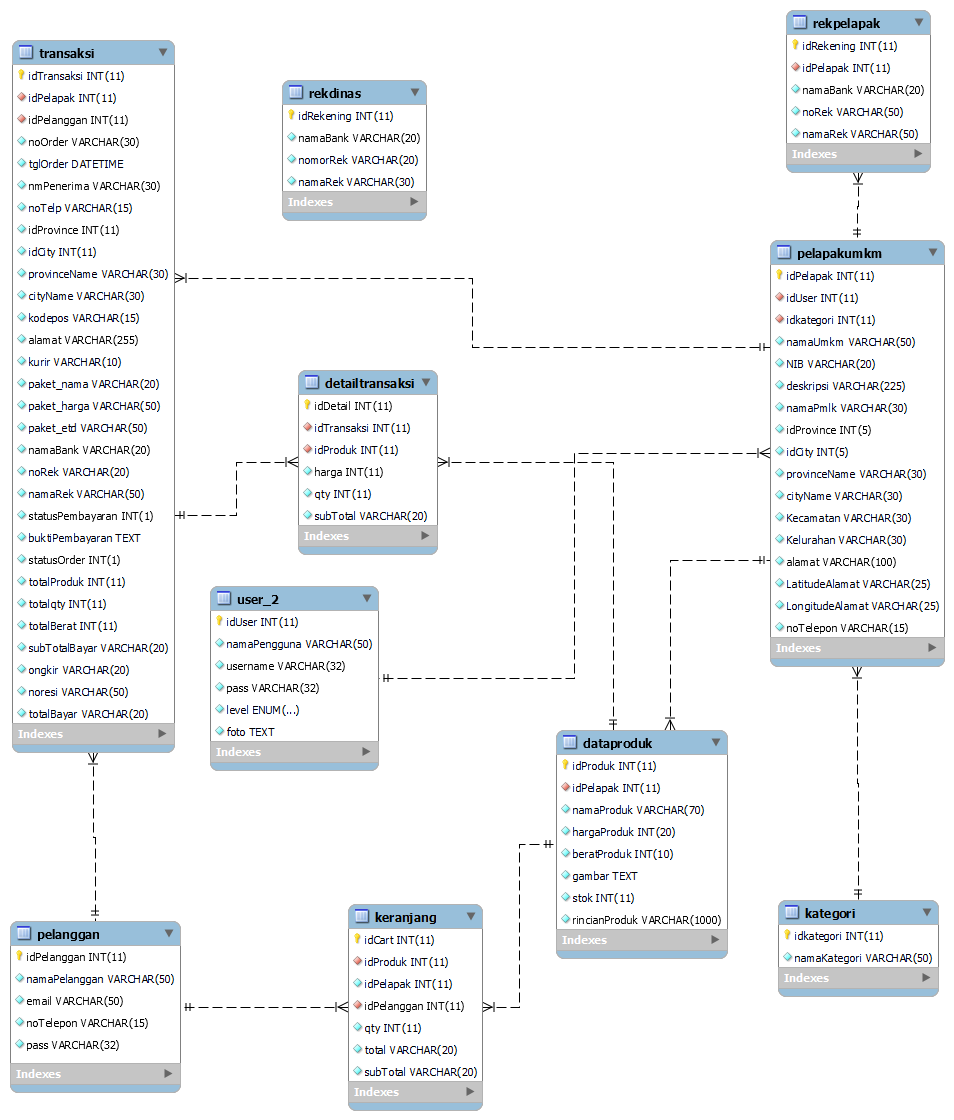 transaksi
idTransaksi INT(11)
idPelapak INT(11)
idPelanggan INT(11)
noOrder VARCHAR(30)
tglOrder DATETIME
nmPenerima VARCHAR(30)
noTelp VARCHAR(15)
idProvince INT(11)
idCity INT(11)
provinceName VARCHAR(30)
cityName VARCHAR(30)
kodepos VARCHAR(15)
alamat VARCHAR(255)
kurir VARCHAR(10)
paket_nama VARCHAR(20)
paket_harga VARCHAR(50)
paket_etd VARCHAR(50)
namaBank VARCHAR(20)
noRek VARCHAR(20)
namaRek VARCHAR(50)
statusPembayaran INT(1)
buktiPembayaran TEXT
statusOrder INT(1)
totalProduk INT(11)
totalqty INT(11)
totalBerat INT(11)
subTotalBayar VARCHAR(20)
ongkir VARCHAR(20)
noresi VARCHAR(50)
totalBayar VARCHAR(20)
Indexes
rekdinas
idRekening INT(11)
namaBank VARCHAR(20)
nomorRek VARCHAR(20)
namaRek VARCHAR(30)
Indexes
rekpelapak
idRekening INT(11)
idPelapak INT(11)
namaBank VARCHAR(20)
noRek VARCHAR(50)
namaRek VARCHAR(50)
Indexes
pelapakumkm
idPelapak INT(11)
idUser INT(11)
idkategori INT(11)
namaUmkm VARCHAR(50)
NIB VARCHAR(20)
deskripsi VARCHAR(225)
namaPmlk VARCHAR(30)
idProvince INT(5)
idCity INT(5)
provinceName VARCHAR(30)
cityName VARCHAR(30)
Kecamatan VARCHAR(30)
Kelurahan VARCHAR(30)
alamat VARCHAR(100)
LatitudeAlamat VARCHAR(25)
LongitudeAlamat VARCHAR(25)
noTelepon VARCHAR(15)
Indexes
detailtransaksi
idDetail INT(11)
idTransaksi INT(11)
idProduk INT(11)
harga INT(11)
qty INT(11)
subTotal VARCHAR(20)
Indexes
user_2
idUser INT(11)
namaPengguna VARCHAR(50)
username VARCHAR(32)
pass VARCHAR(32)
level ENUM(...)
foto TEXT
Indexes
dataproduk
idProduk INT(11)
idPelapak INT(11)
namaProduk VARCHAR(70)
hargaProduk INT(20)
beratProduk INT(10)
gambar TEXT
stok INT(11)
rincianProduk VARCHAR(1000)
Indexes
pelanggan
idPelanggan INT(11)
namaPelanggan VARCHAR(50)
email VARCHAR(50)
noTelepon VARCHAR(15)
pass VARCHAR(32)
Indexes
keranjang
idCart INT(11)
idProduk INT(11)
idPelapak INT(11)
idPelanggan INT(11)
qty INT(11)
total VARCHAR(20)
subTotal VARCHAR(20)
Indexes
kategori
idkategori INT(11)
namaKategori VARCHAR(50)
Indexes